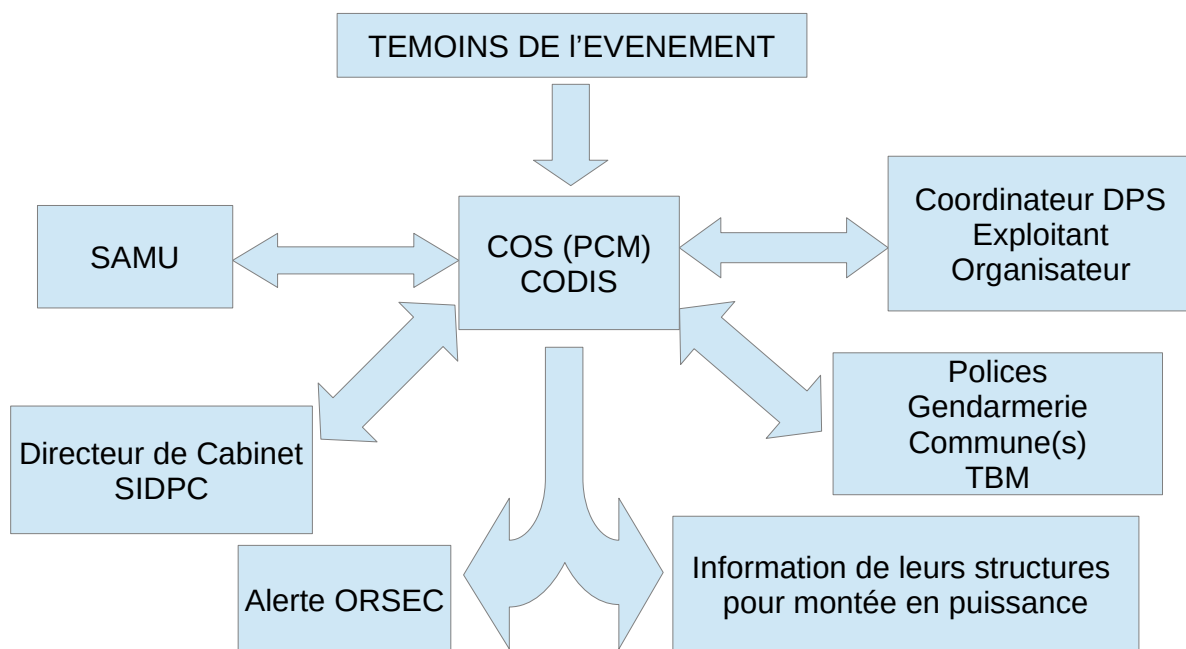 TEMOINS DE l'EVENEMENT
SAMU
COS (PCM)
CODIS
Coordinateur DPS
Exploitant
Organisateur
Directeur de Cabinet
SIDPC
Polices
Gendarmerie
Commune(s)
TBM
Alerte ORSEC
Information de leurs structures
pour montée en puissance